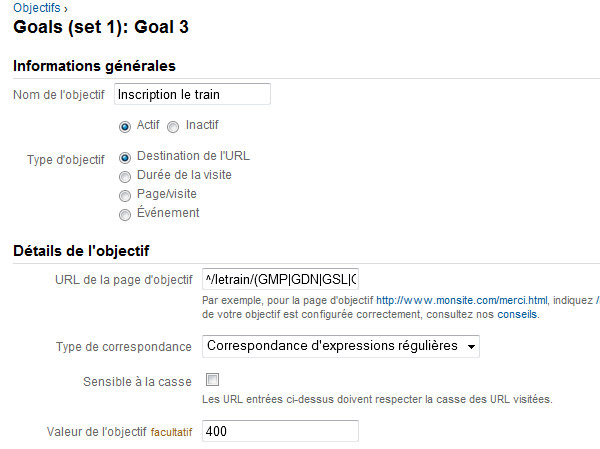 Objectifs ›
Goals (set 1): Goal 3
Informations générales
Nom de l'objectif Inscription le train
Actif Inactif
Type d'objectif Destination de l'URL
Durée de la visite
Page/visite
Événement
Détails de l'objectif
URL de la page d'objectif ^/letrain/(GMP|GDN|GSL|
Par exemple, pour la page d'objectif http://www.monsite.com/merci.html, indiquez /
de votre objectif est configurée correctement, consultez nos conseils.
Type de correspondance Correspondance d'expressions régulières
Sensible à la casse
Les URL entrées ci-dessus doivent respecter la casse des URL visitées.
Valeur de l'objectif facultatif 400